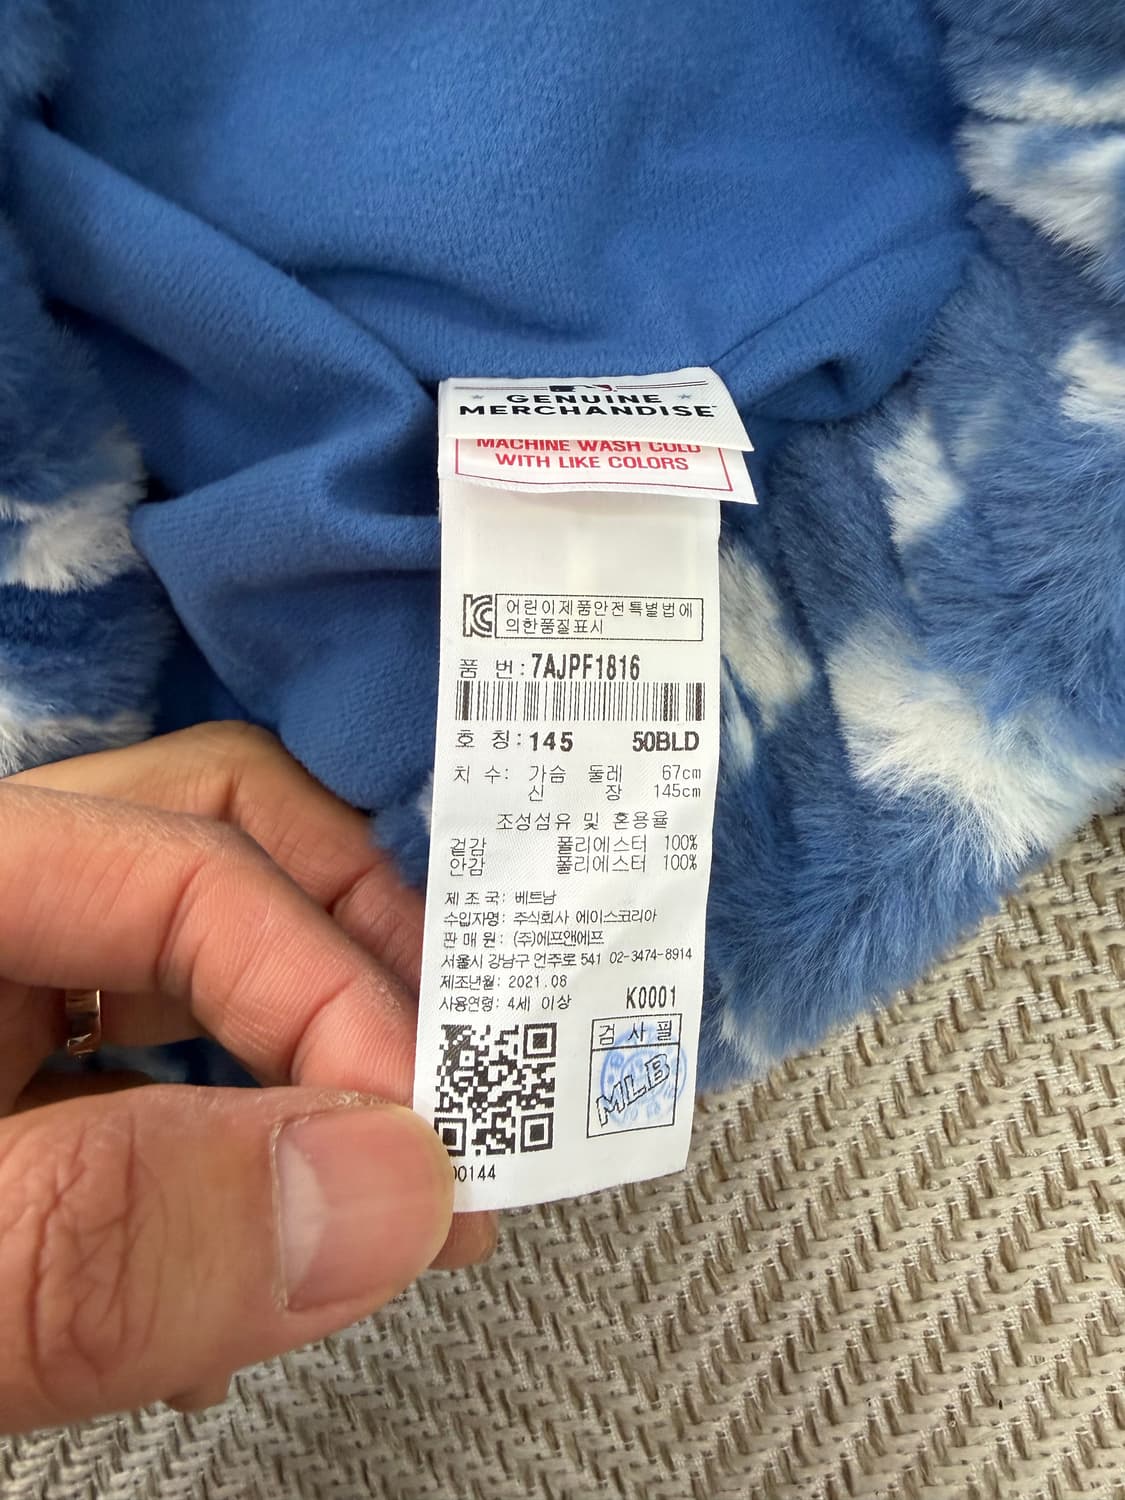 GENUINE
MERCHANDISE
MACHINE WASH COLD
WITH LIKE COLORS
어린이제품안전특별법에
의한품질표시
품 번:7AJPF1816
호 칭:145 50BLD
치 수: 가슴 둘레 67cm
신 장 145cm
조성섬유 및 혼용율
겉감 폴리에스터 100%
안감 폴리에스터 100%
제 조 국: 베트남
수입자명: 주식회사 에이스코리아
판 매 원: (주)에프앤에프
서울시 강남구 언주로 541 02-3474-8914
제조년월: 2021.08
사용연령: 4세 이상
K0001
검 사 필
MLB
00144